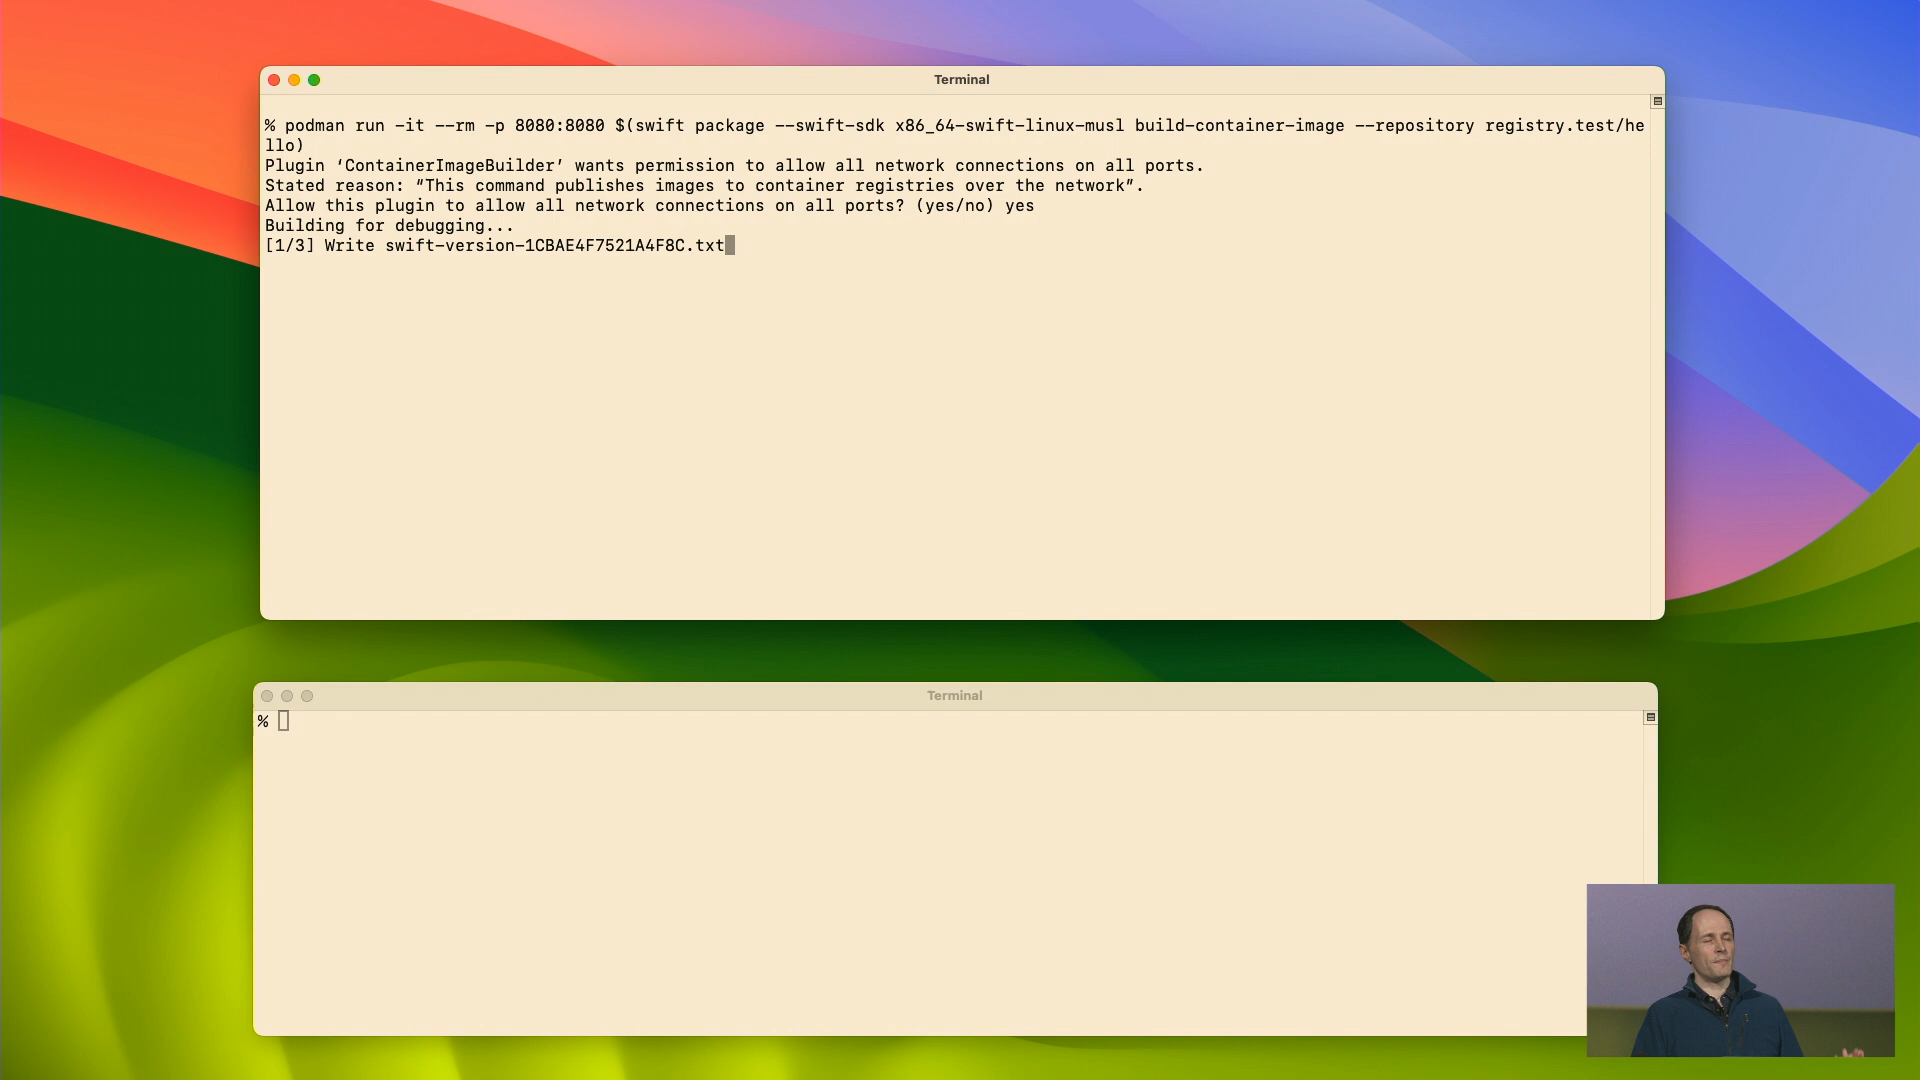 Terminal
% podman run -it --rm -p 8080:8080 $(swift package --swift-sdk x86_64-swift-linux-musl build-container-image --repository registry.test/he
llo)
Plugin ‘ContainerImageBuilder’ wants permission to allow all network connections on all ports.
Stated reason: “This command publishes images to container registries over the network”.
Allow this plugin to allow all network connections on all ports? (yes/no) yes
Building for debugging...
[1/3] Write swift-version-1CBAE4F7521A4F8C.txt
Terminal
%